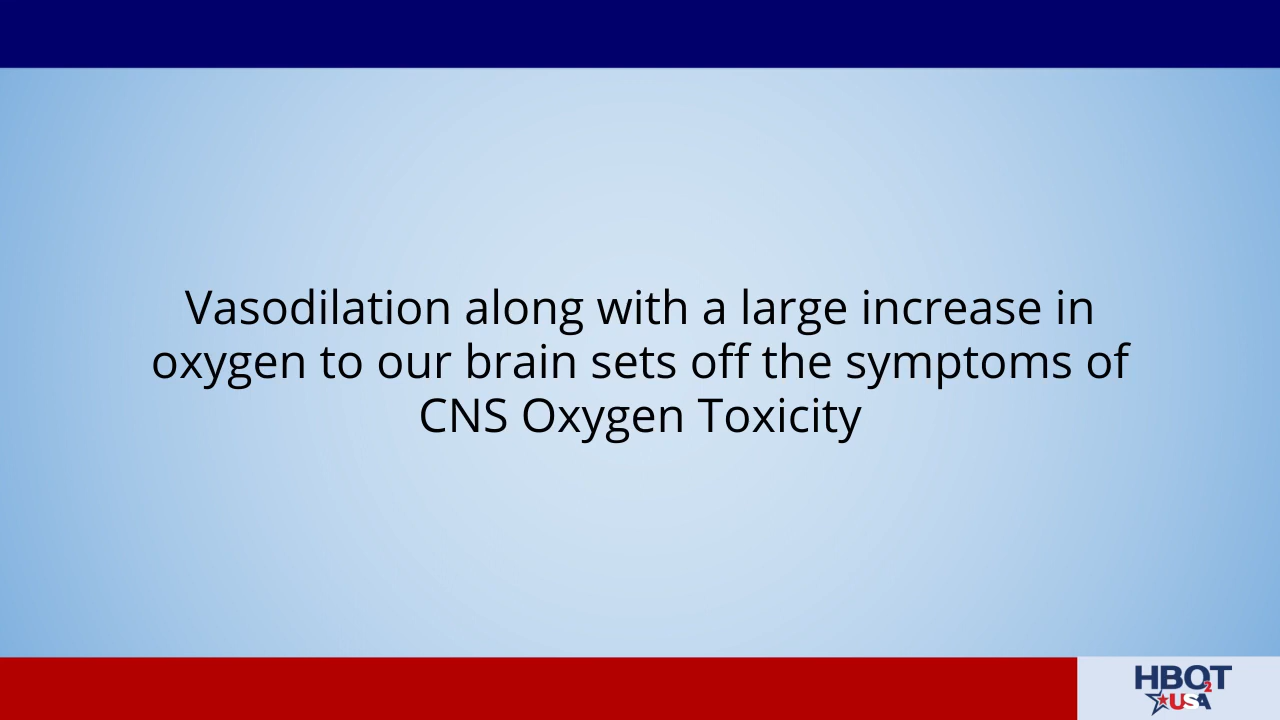 Vasodilation along with a large increase in
oxygen to our brain sets off the symptoms of
CNS Oxygen Toxicity
HBOT
2
USA